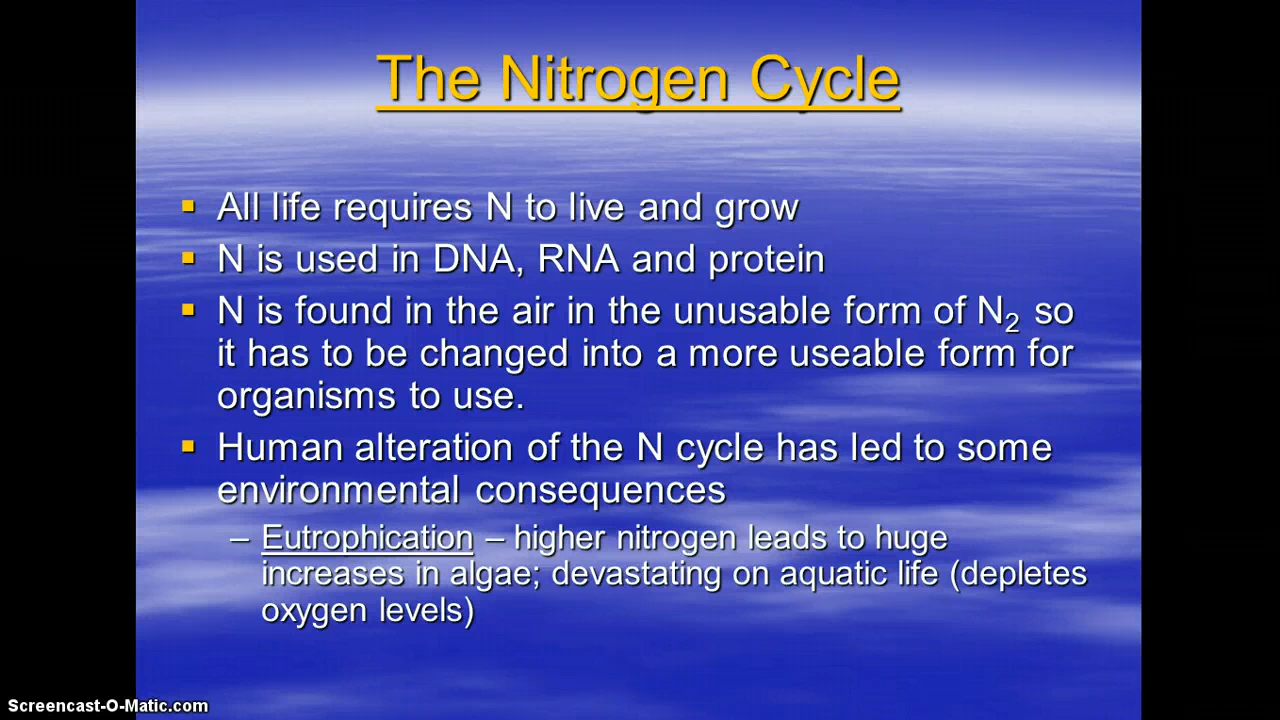 The Nitrogen Cycle
▪ All life requires N to live and grow
▪ N is used in DNA, RNA and protein
▪ N is found in the air in the unusable form of N₂ so
it has to be changed into a more useable form for
organisms to use.
▪ Human alteration of the N cycle has led to some
environmental consequences
– Eutrophication – higher nitrogen leads to huge
increases in algae; devastating on aquatic life (depletes
oxygen levels)
Screencast-O-Matic.com